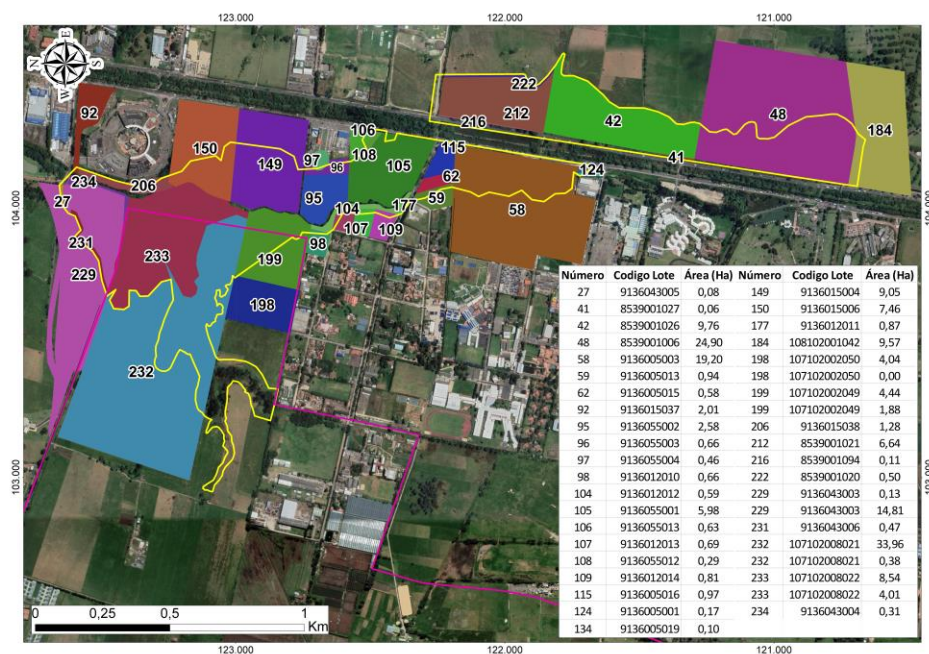 123.000 122.000 121.000
E
N S
W
104.000 104.000
103.000 103.000
123.000 122.000 121.000
92
150
149
97
96
95
106
108
105
115
62
59
58
124
222
212
216
42
41
48
184
234
206
27
231
229
233
232
199
198
98
104
107
177
109
0 0,25 0,5 1
Km
Número Codigo Lote Área (Ha) Número Codigo Lote Área (Ha)
27 9136043005 0,08 149 9136015004 9,05
41 8539001027 0,06 150 9136015006 7,46
42 8539001026 9,76 177 9136012011 0,87
48 8539001006 24,90 184 108102001042 9,57
58 9136005003 19,20 198 107102002050 4,04
59 9136005013 0,94 198 107102002050 0,00
62 9136005015 0,58 199 107102002049 4,44
92 9136015037 2,01 199 107102002049 1,88
95 9136055002 2,58 206 9136015038 1,28
96 9136055003 0,66 212 8539001021 6,64
97 9136055004 0,46 216 8539001094 0,11
98 9136012010 0,66 222 8539001020 0,50
104 9136012012 0,59 229 9136043003 0,13
105 9136055001 5,98 229 9136043003 14,81
106 9136055013 0,63 231 9136043006 0,47
107 9136012013 0,69 232 107102008021 33,96
108 9136055012 0,29 232 107102008021 0,38
109 9136012014 0,81 233 107102008022 8,54
115 9136005016 0,97 233 107102008022 4,01
124 9136005001 0,17 234 9136043004 0,31
134 9136005019 0,10